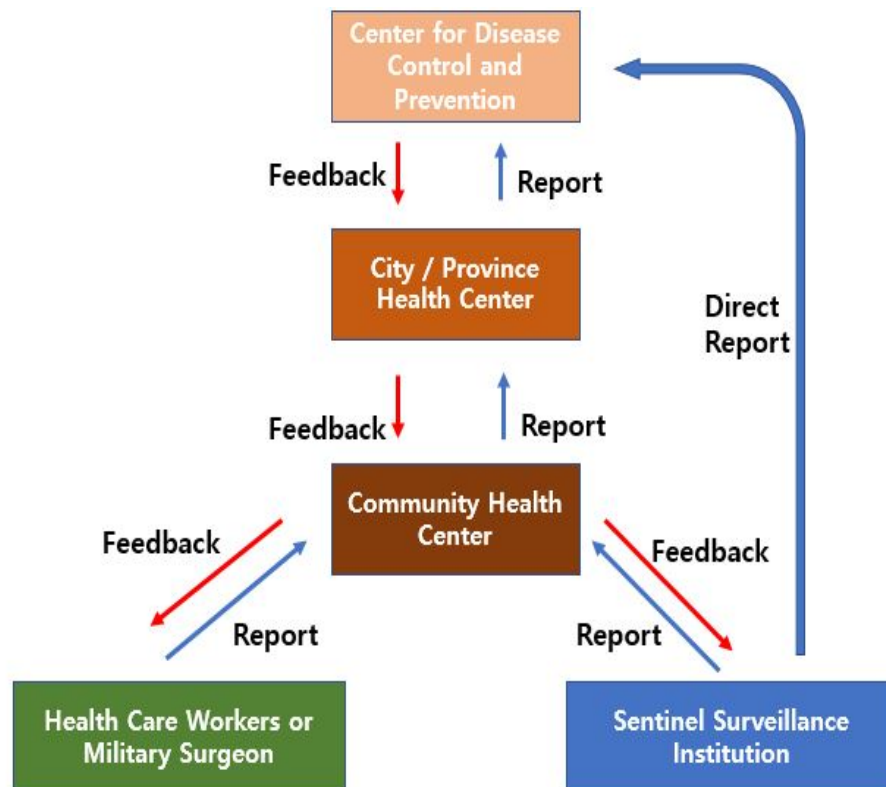 Center for Disease
Control and
Prevention
Feedback
Report
City / Province
Health Center
Direct
Report
Feedback
Report
Community Health
Center
Feedback
Feedback
Report
Report
Health Care Workers or
Military Surgeon
Sentinel Surveillance
Institution